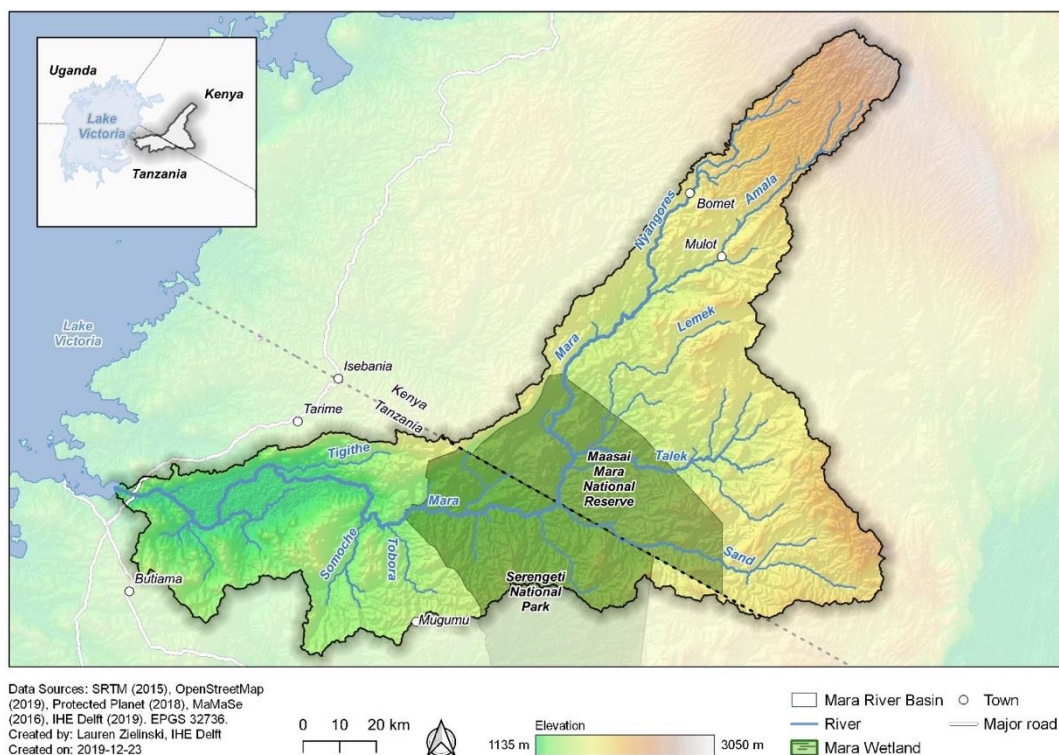 Uganda
Kenya
Lake
Victoria
Tanzania
Nyangores
Bomet
Amala
Mulot
Lemek
Mara
Lake
Victoria
Isebania
Kenya
Tanzania
Tarime
Tigithe
Maasai
Mara
National
Reserve
Talek
Mara
Sand
Somoche
Tobora
Serengeti
National
Park
Butiama
Mugumu
Data Sources: SRTM (2015), OpenStreetMap
(2019), Protected Planet (2018), MaMaSe
(2016), IHE Delft (2019). EPGS 32736.
Created by: Lauren Zielinski, IHE Delft
Created on: 2019-12-23
0 10 20 km
Elevation
1135 m 3050 m
Mara River Basin
River
Mara Wetland
Town
Major road